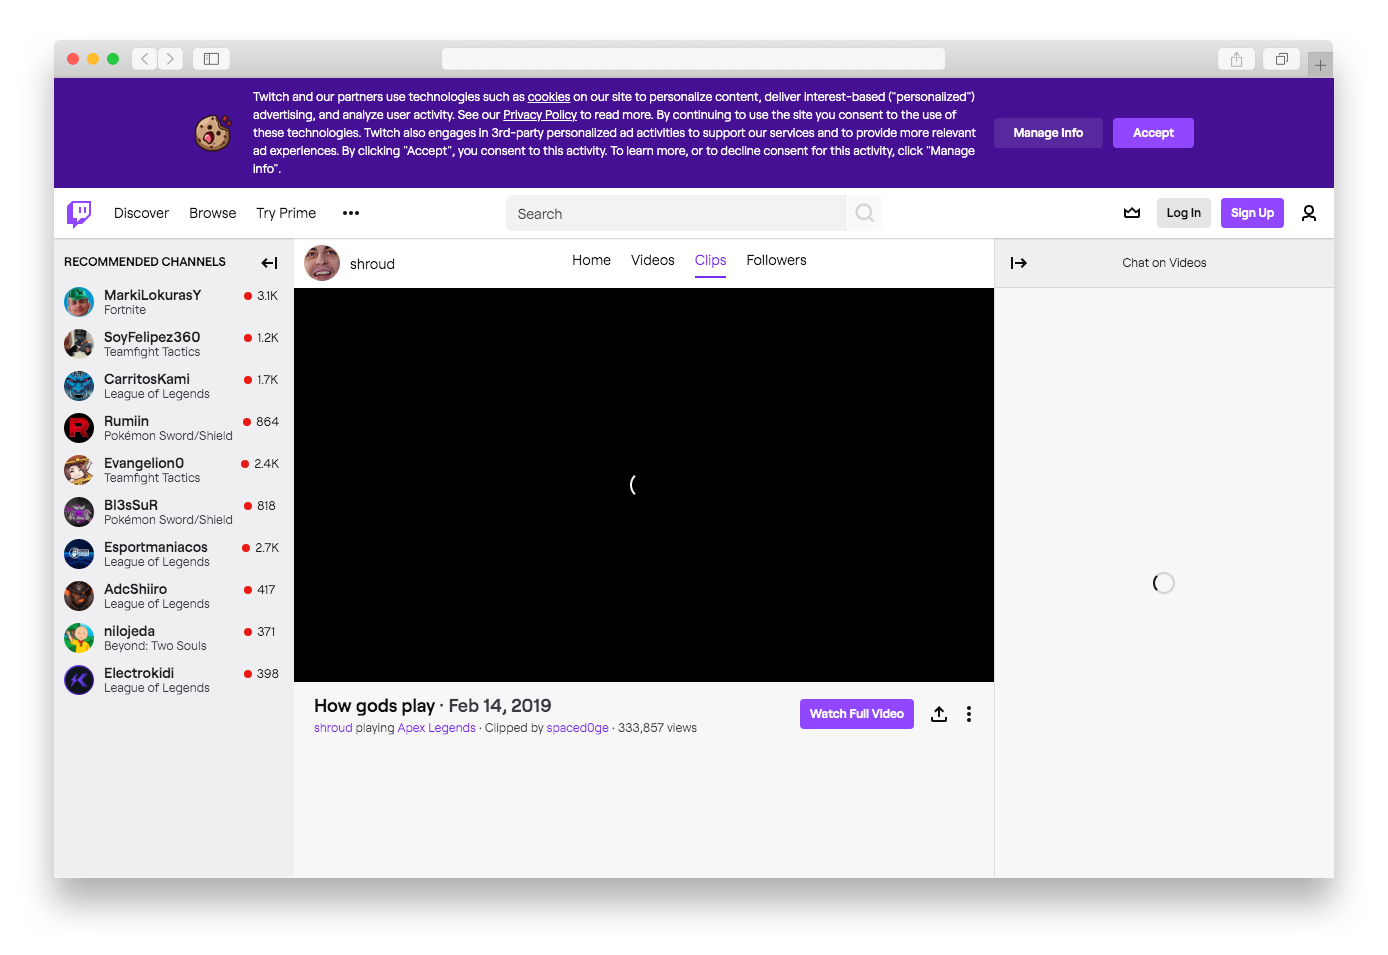 Twitch and our partners use technologies such as cookies on our site to personalize content, deliver interest-based ("personalized")
advertising, and analyze user activity. See our Privacy Policy to read more. By continuing to use the site you consent to the use of
these technologies. Twitch also engages in 3rd-party personalized ad activities to support our services and to provide more relevant
ad experiences. By clicking "Accept", you consent to this activity. To learn more, or to decline consent for this activity, click "Manage
Info".
Manage Info
Accept
Discover
Browse
Try Prime
Search
Log In
Sign Up
RECOMMENDED CHANNELS
MarkiLokurasY 3.1K
Fortnite
SoyFelipez360 1.2K
Teamfight Tactics
CarritosKami 1.7K
League of Legends
Rumiin 864
Pokémon Sword/Shield
Evangelion0 2.4K
Teamfight Tactics
Bl3sSuR 818
Pokémon Sword/Shield
Esportmaniacos 2.7K
League of Legends
AdcShiiro 417
League of Legends
nilojeda 371
Beyond: Two Souls
Electrokidi 398
League of Legends
shroud
Home
Videos
Clips
Followers
How gods play · Feb 14, 2019
shroud playing Apex Legends · Clipped by spaced0ge · 333,857 views
Watch Full Video
Chat on Videos